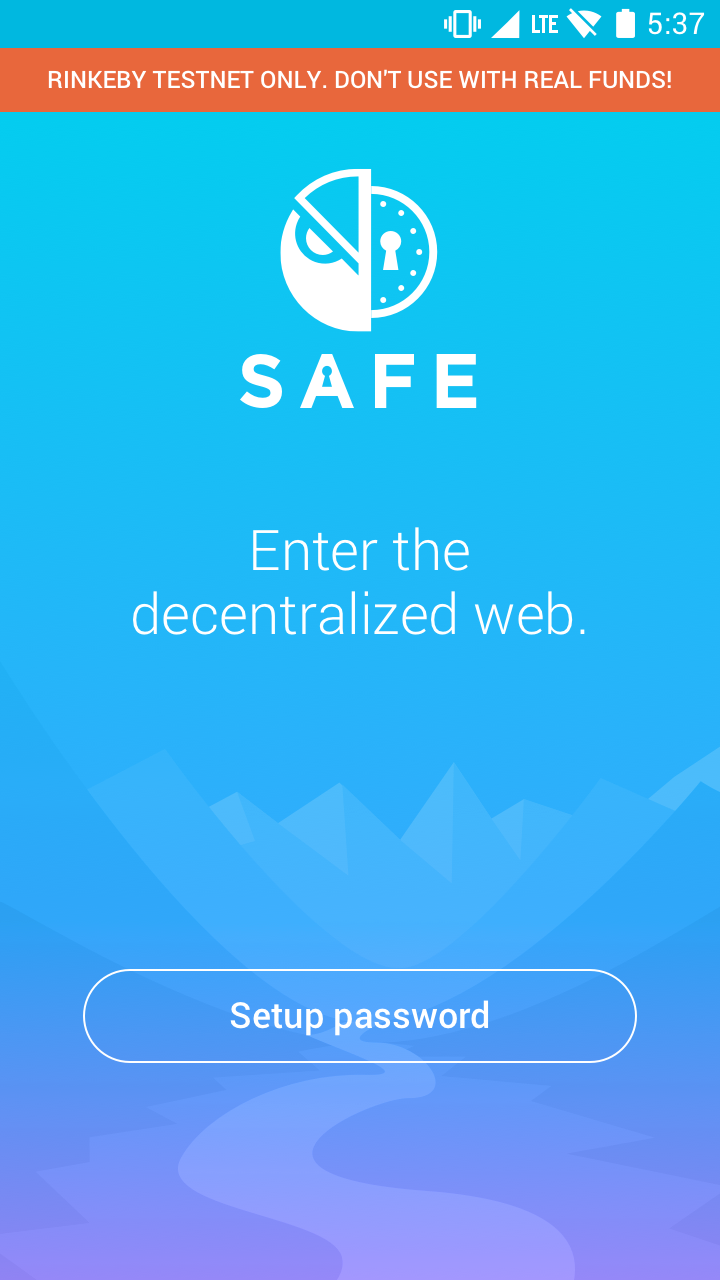 LTE 5:37
RINKEBY TESTNET ONLY. DON'T USE WITH REAL FUNDS!
SAFE
Enter the
decentralized web.
Setup password